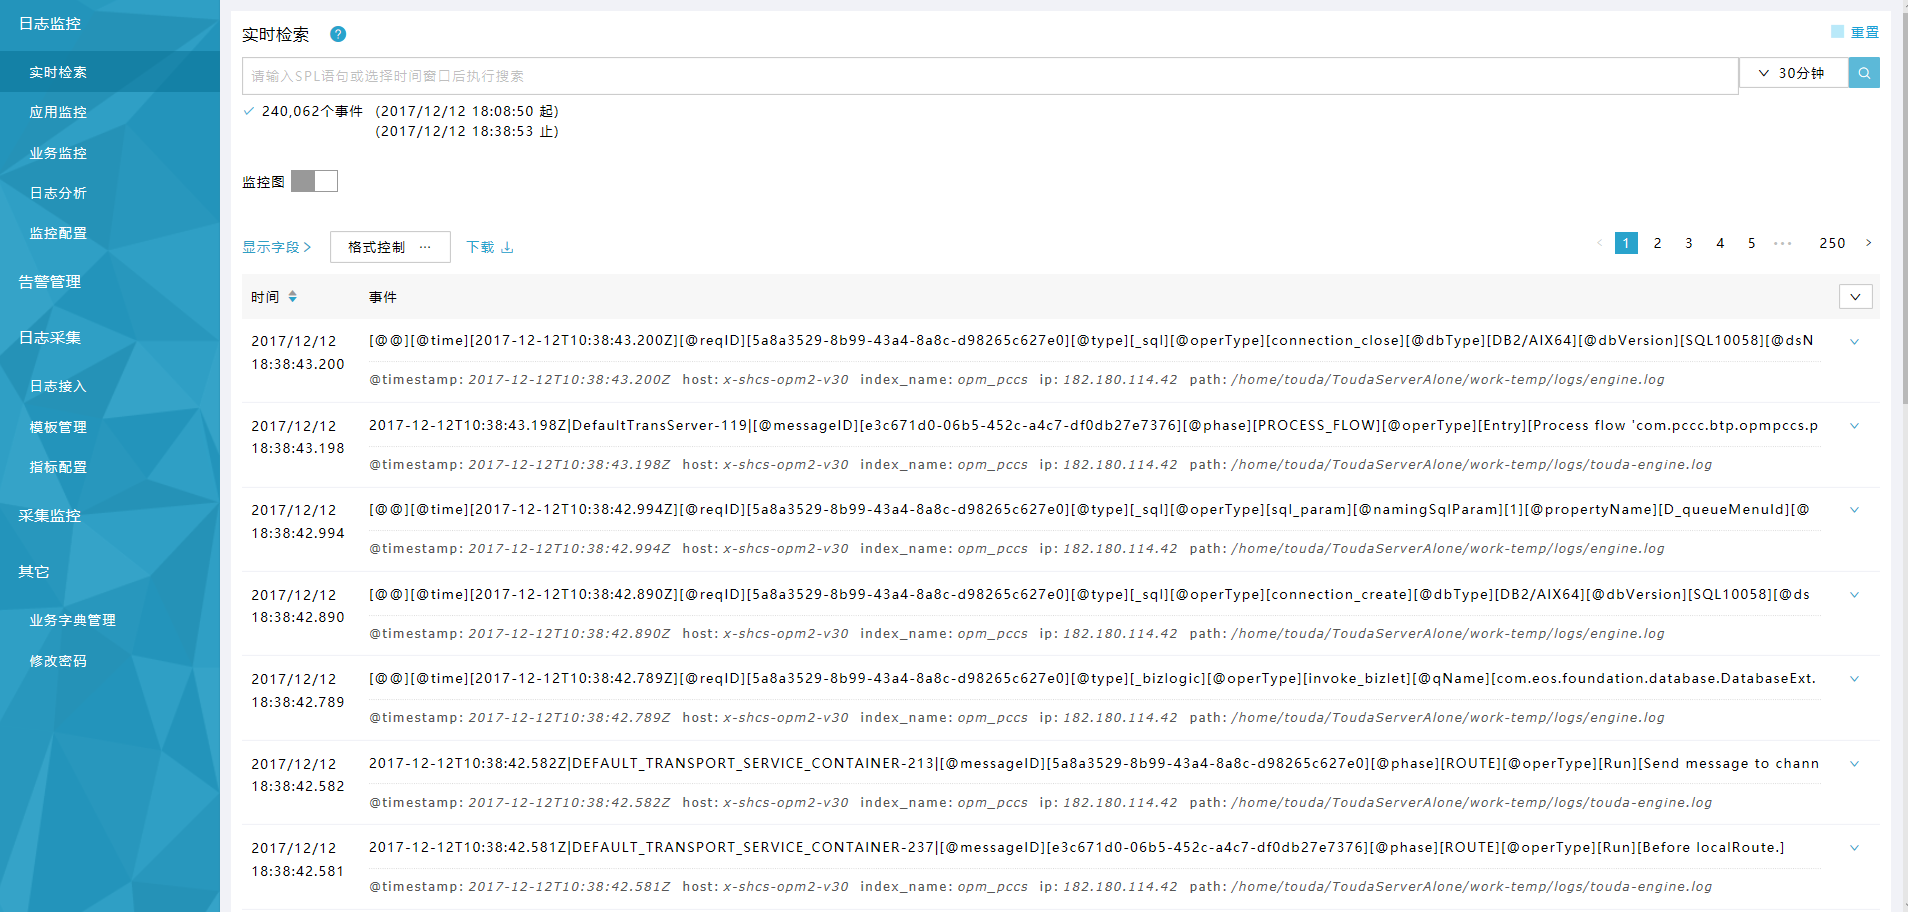 日志监控
实时检索
应用监控
业务监控
日志分析
监控配置
告警管理
日志采集
日志接入
模板管理
指标配置
采集监控
其它
业务字典管理
修改密码
实时检索 ?
重置
请输入SPL语句或选择时间窗口后执行搜索
30分钟
240,062个事件 (2017/12/12 18:08:50 起)
(2017/12/12 18:38:53 止)
监控图
显示字段 格式控制 ··· 下载
1 2 3 4 5 ··· 250
时间 事件
2017/12/12 18:38:43.200
[@@][@time][2017-12-12T10:38:43.200Z][@reqID][5a8a3529-8b99-43a4-8a8c-d98265c627e0][@type][_sql][@operType][connection_close][@dbType][DB2/AIX64][@dbVersion][SQL10058][@dsN
@timestamp: 2017-12-12T10:38:43.200Z host: x-shcs-opm2-v30 index_name: opm_pccs ip: 182.180.114.42 path: /home/touda/ToudaServerAlone/work-temp/logs/engine.log
2017/12/12 18:38:43.198
2017-12-12T10:38:43.198Z|DefaultTransServer-119|[@messageID][e3c671d0-06b5-452c-a4c7-df0db27e7376][@phase][PROCESS_FLOW][@operType][Entry][Process flow 'com.pccc.btp.opmpccs.p
@timestamp: 2017-12-12T10:38:43.198Z host: x-shcs-opm2-v30 index_name: opm_pccs ip: 182.180.114.42 path: /home/touda/ToudaServerAlone/work-temp/logs/touda-engine.log
2017/12/12 18:38:42.994
[@@][@time][2017-12-12T10:38:42.994Z][@reqID][5a8a3529-8b99-43a4-8a8c-d98265c627e0][@type][_sql][@operType][sql_param][@namingSqlParam][1][@propertyName][D_queueMenuId][@
@timestamp: 2017-12-12T10:38:42.994Z host: x-shcs-opm2-v30 index_name: opm_pccs ip: 182.180.114.42 path: /home/touda/ToudaServerAlone/work-temp/logs/engine.log
2017/12/12 18:38:42.890
[@@][@time][2017-12-12T10:38:42.890Z][@reqID][5a8a3529-8b99-43a4-8a8c-d98265c627e0][@type][_sql][@operType][connection_create][@dbType][DB2/AIX64][@dbVersion][SQL10058][@ds
@timestamp: 2017-12-12T10:38:42.890Z host: x-shcs-opm2-v30 index_name: opm_pccs ip: 182.180.114.42 path: /home/touda/ToudaServerAlone/work-temp/logs/engine.log
2017/12/12 18:38:42.789
[@@][@time][2017-12-12T10:38:42.789Z][@reqID][5a8a3529-8b99-43a4-8a8c-d98265c627e0][@type][_bizlogic][@operType][invoke_bizlet][@qName][com.eos.foundation.database.DatabaseExt.
@timestamp: 2017-12-12T10:38:42.789Z host: x-shcs-opm2-v30 index_name: opm_pccs ip: 182.180.114.42 path: /home/touda/ToudaServerAlone/work-temp/logs/engine.log
2017/12/12 18:38:42.582
2017-12-12T10:38:42.582Z|DEFAULT_TRANSPORT_SERVICE_CONTAINER-213|[@messageID][5a8a3529-8b99-43a4-8a8c-d98265c627e0][@phase][ROUTE][@operType][Run][Send message to chann
@timestamp: 2017-12-12T10:38:42.582Z host: x-shcs-opm2-v30 index_name: opm_pccs ip: 182.180.114.42 path: /home/touda/ToudaServerAlone/work-temp/logs/touda-engine.log
2017/12/12 18:38:42.581
2017-12-12T10:38:42.581Z|DEFAULT_TRANSPORT_SERVICE_CONTAINER-237|[@messageID][e3c671d0-06b5-452c-a4c7-df0db27e7376][@phase][ROUTE][@operType][Run][Before localRoute.]
@timestamp: 2017-12-12T10:38:42.581Z host: x-shcs-opm2-v30 index_name: opm_pccs ip: 182.180.114.42 path: /home/touda/ToudaServerAlone/work-temp/logs/touda-engine.log